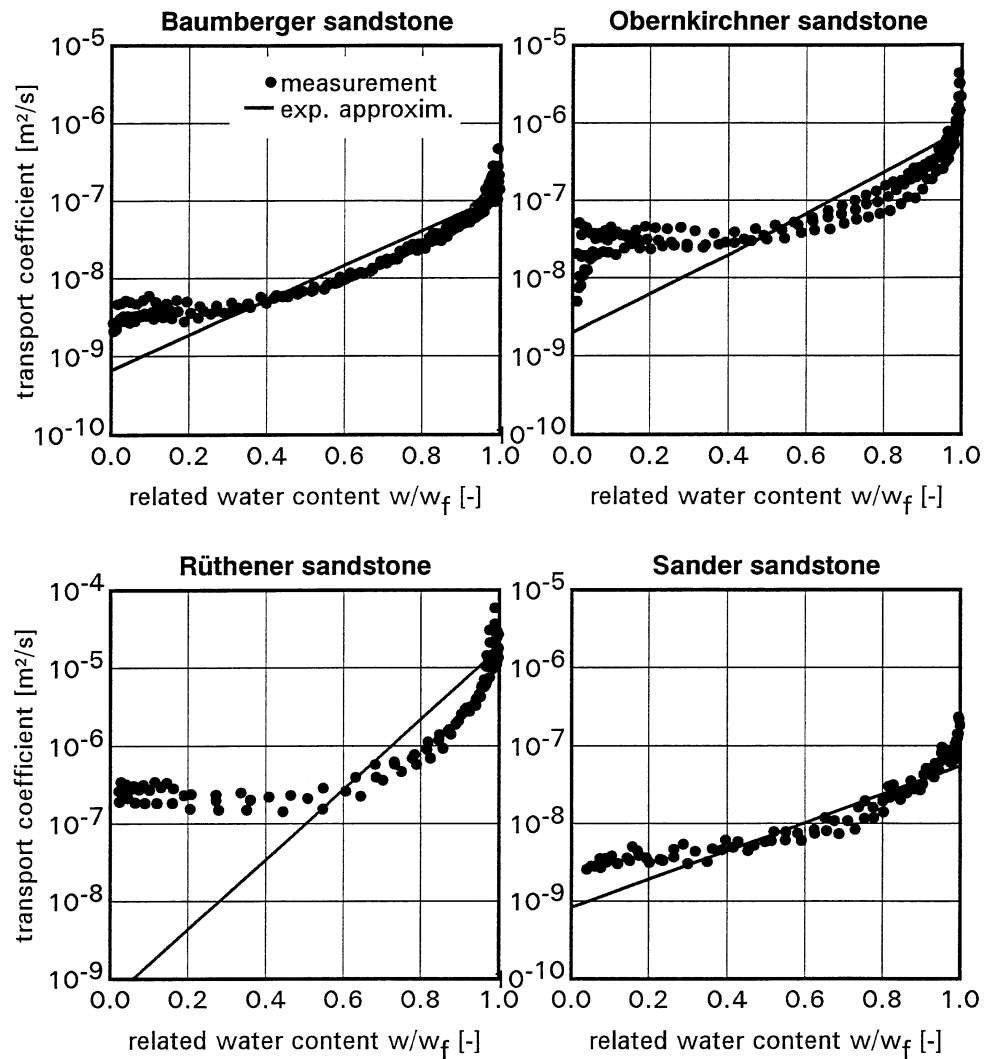 Baumberger sandstone
transport coefficient [m²/s]
10-5
10-6
10-7
10-8
10-9
10-10
measurement
exp. approxim.
0.0 0.2 0.4 0.6 0.8 1.0
related water content w/wf [-]
Obernkirchner sandstone
10-5
10-6
10-7
10-8
10-9
0-10
0.0 0.2 0.4 0.6 0.8 1.0
related water content w/wf [-]
Rüthener sandstone
transport coefficient [m²/s]
10-4
10-5
10-6
10-7
10-8
10-9
0.0 0.2 0.4 0.6 0.8 1.0
related water content w/wf [-]
Sander sandstone
10-5
10-6
10-7
10-8
10-9
0-10
0.0 0.2 0.4 0.6 0.8 1.0
related water content w/wf [-]